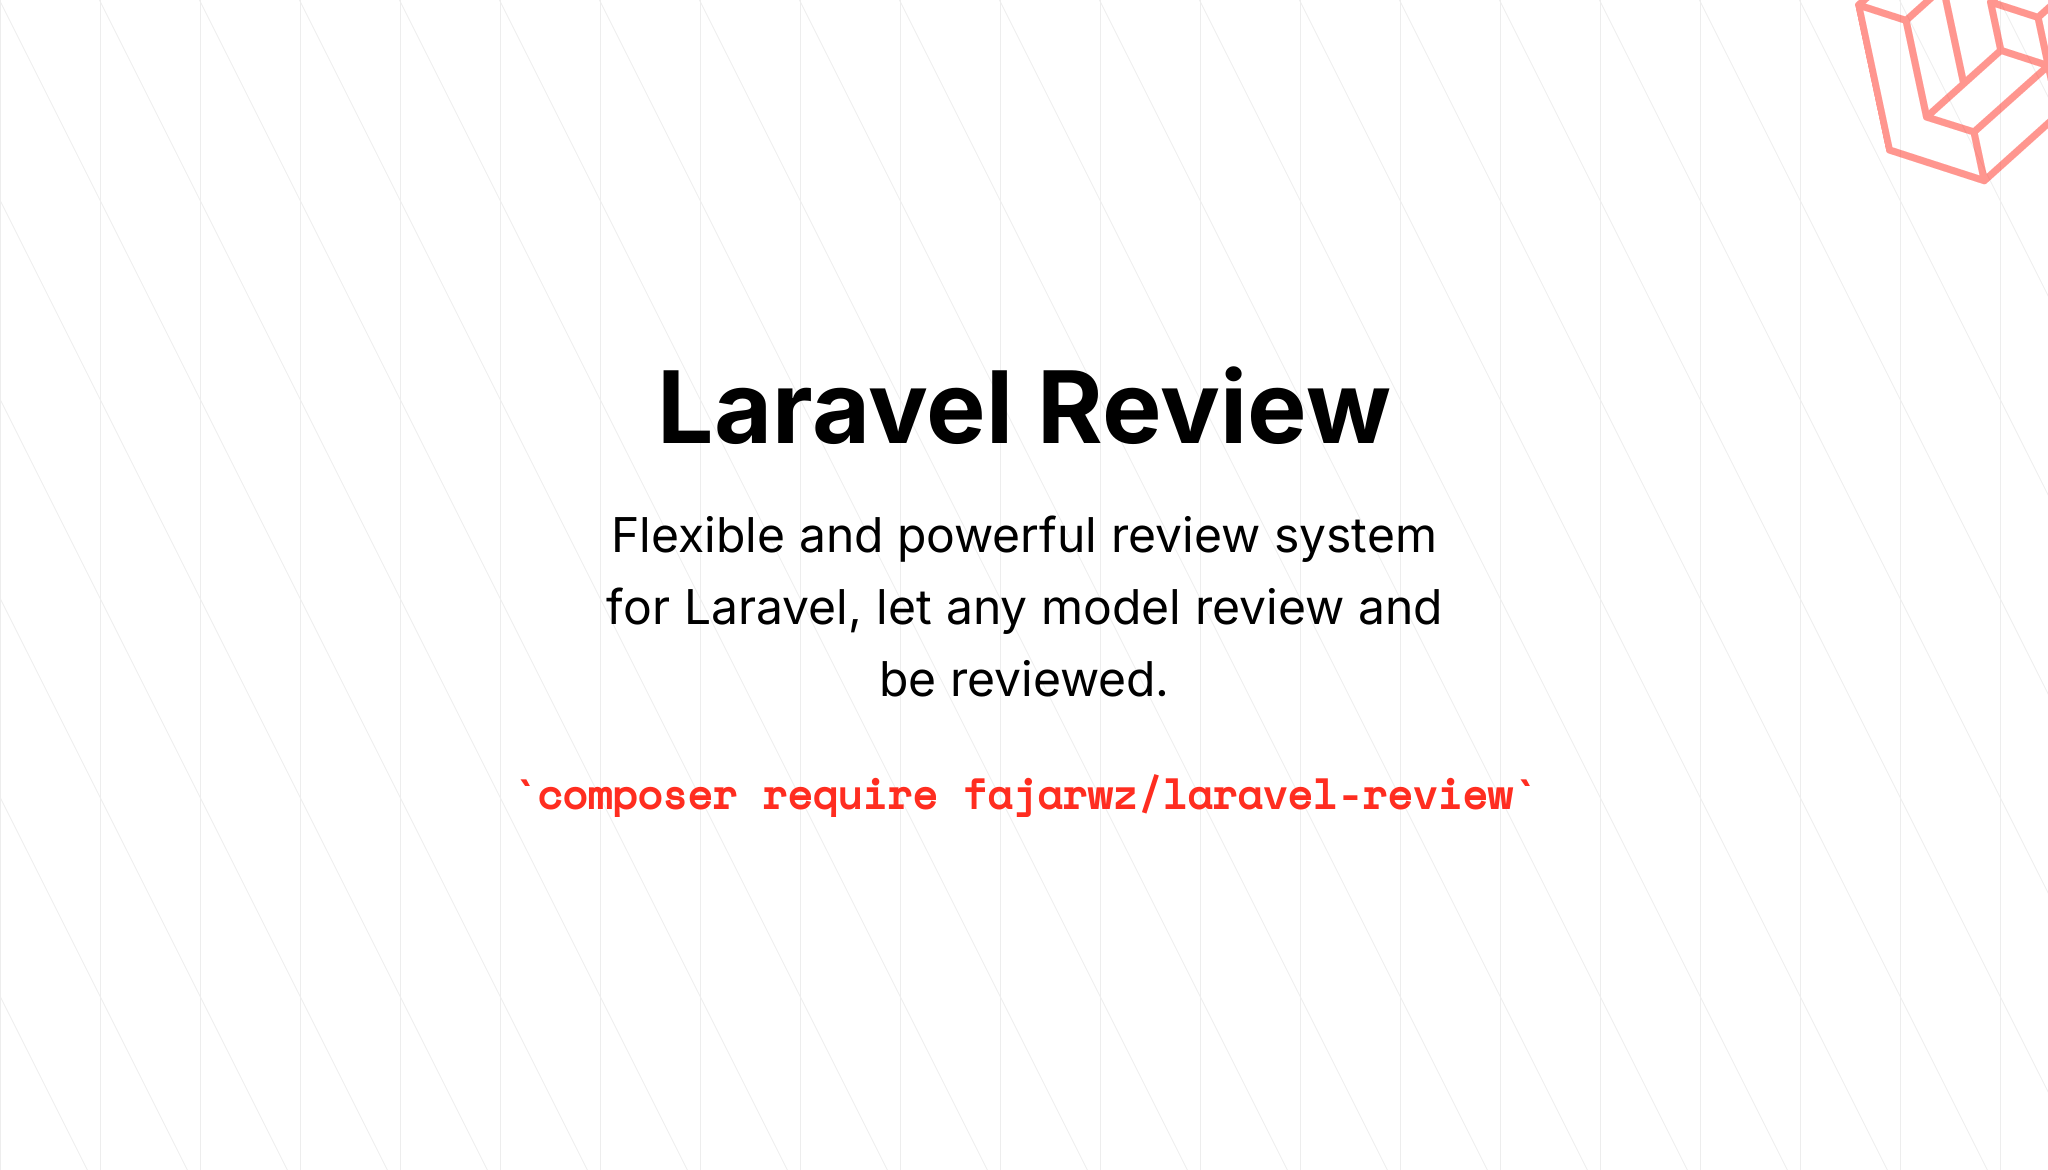 Laravel Review
Flexible and powerful review system
for Laravel, let any model review and
be reviewed.
`composer require fajarwz/laravel-review`